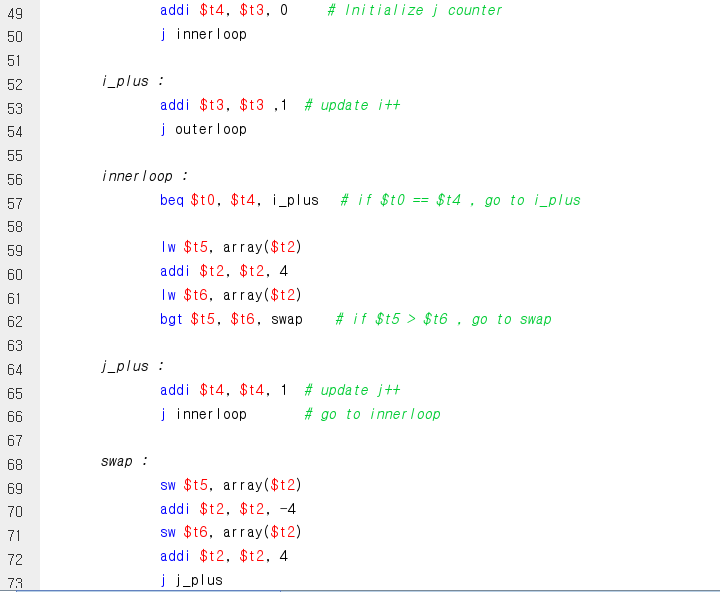 49 addi $t4, $t3, 0 # Initialize j counter
50 j innerloop
51
52 i_plus :
53 addi $t3, $t3 ,1 # update i++
54 j outerloop
55
56 innerloop :
57 beq $t0, $t4, i_plus # if $t0 == $t4 , go to i_plus
58
59 lw $t5, array($t2)
60 addi $t2, $t2, 4
61 lw $t6, array($t2)
62 bgt $t5, $t6, swap # if $t5 > $t6 , go to swap
63
64 j_plus :
65 addi $t4, $t4, 1 # update j++
66 j innerloop # go to innerloop
67
68 swap :
69 sw $t5, array($t2)
70 addi $t2, $t2, -4
71 sw $t6, array($t2)
72 addi $t2, $t2, 4
73 j j_plus